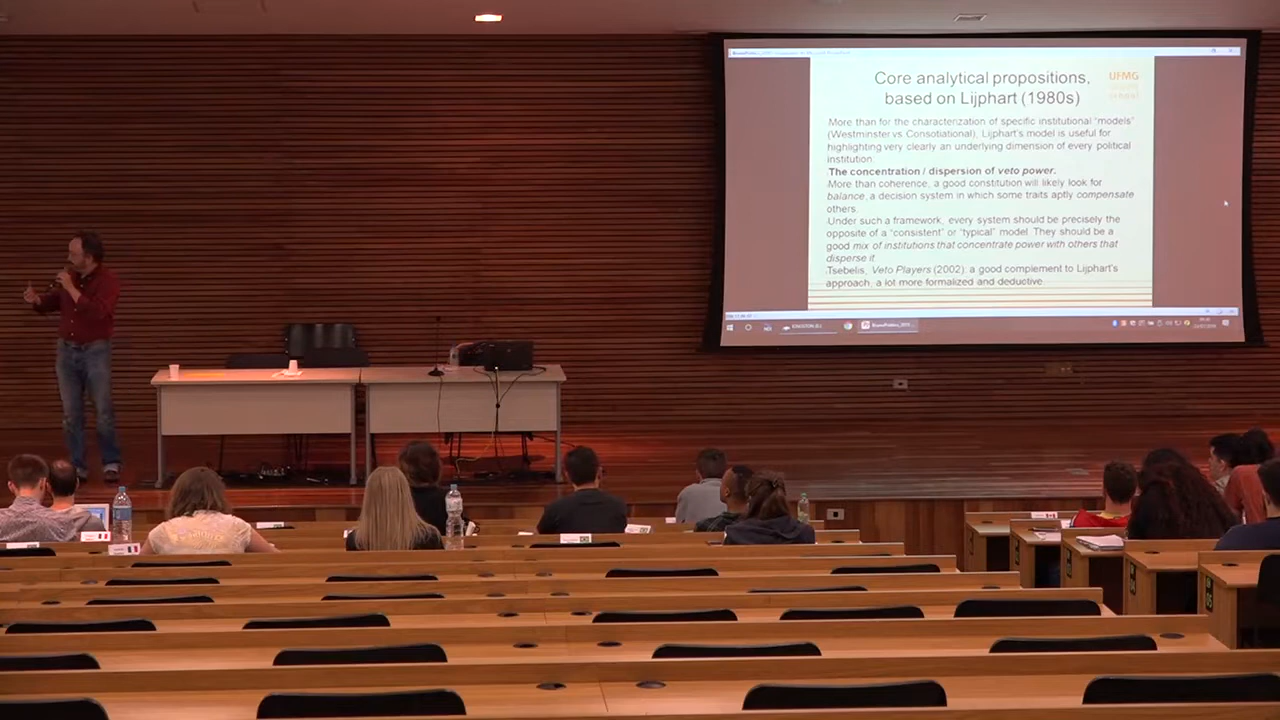 Core analytical propositions,
based on Lijphart (1980s)
UFMG
school
More than for the characterization of specific institutional "models"
(Westminster vs Consotiational), Lijphart's model is useful for
highlighting very clearly an underlying dimension of every political
institution:
The concentration / dispersion of veto power.
More than coherence, a good constitution will likely look for
balance, a decision system in which some traits aptly compensate
others.
Under such a framework, every system should be precisely the
opposite of a "consistent" or "typical" model. They should be a
good mix of institutions that concentrate power with others that
disperse it
Tsebelis, Veto Players (2002): a good complement to Lijphart's
approach, a lot more formalized and deductive.